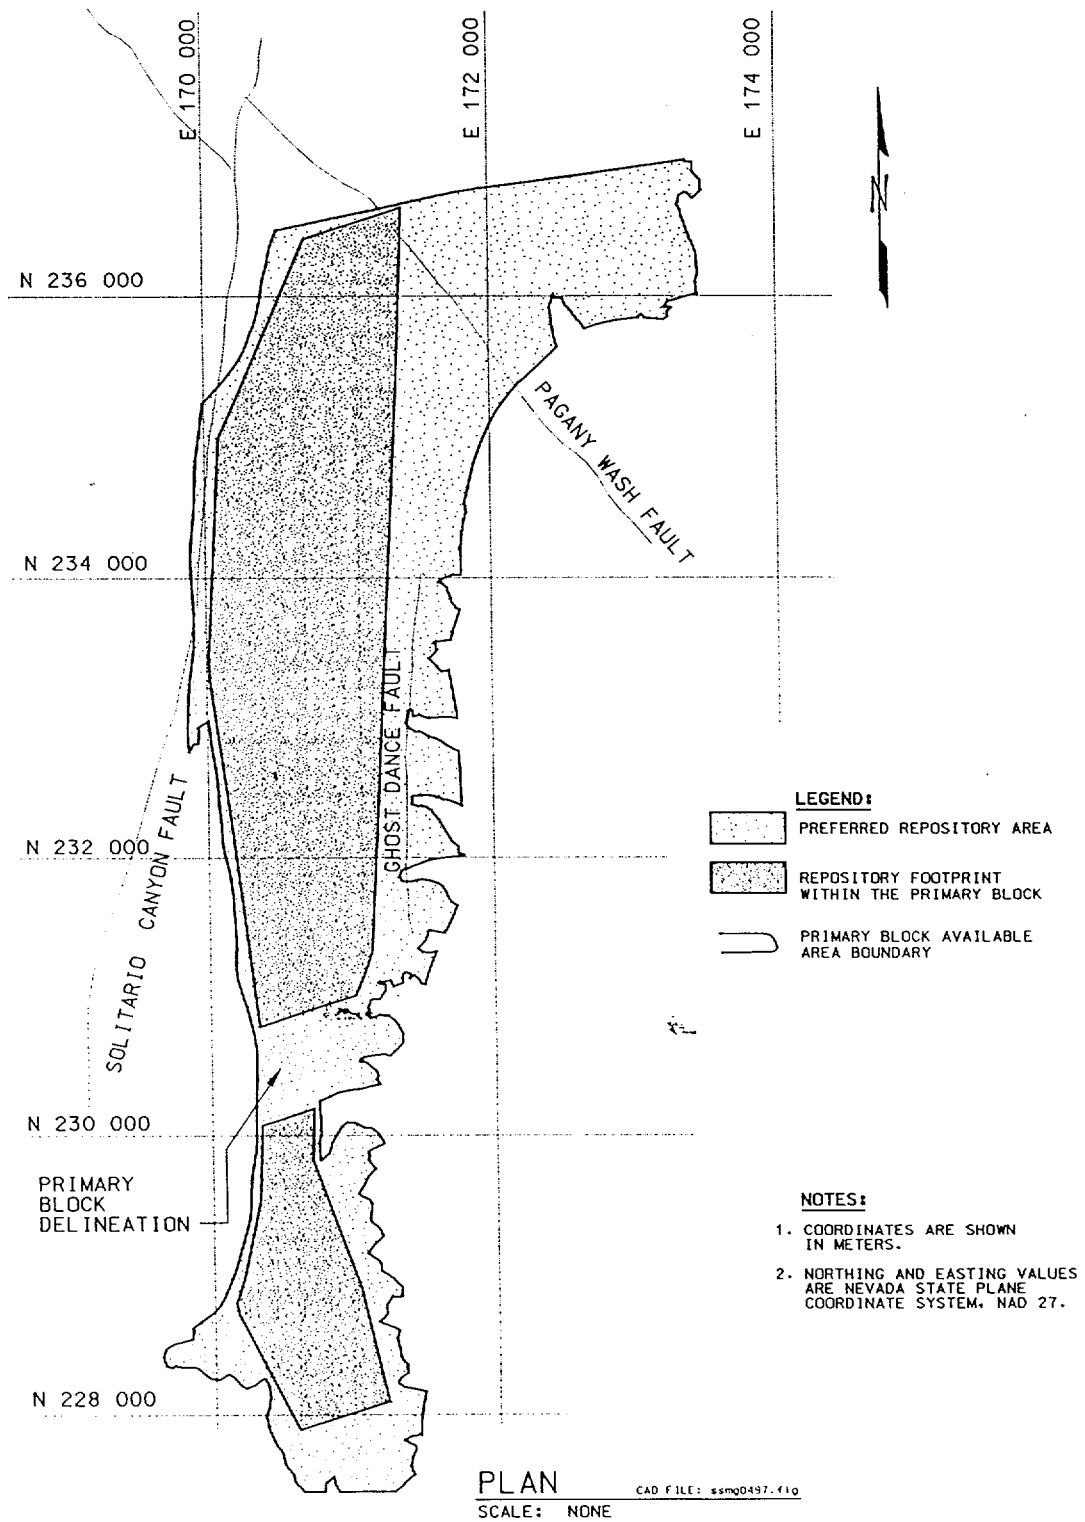 E 170 000
E 172 000
E 174 000
N
N 236 000
PAGANY WASH FAULT
N 234 000
GHOST DANCE FAULT
SOLITARIO CANYON FAULT
LEGEND:
PREFERRED REPOSITORY AREA
N 232 000
REPOSITORY FOOTPRINT
WITHIN THE PRIMARY BLOCK
PRIMARY BLOCK AVAILABLE
AREA BOUNDARY
N 230 000
PRIMARY
BLOCK
DELINEATION
NOTES:
1. COORDINATES ARE SHOWN
IN METERS.
2. NORTHING AND EASTING VALUES
ARE NEVADA STATE PLANE
COORDINATE SYSTEM, NAD 27.
N 228 000
PLAN
CAD FILE: ssmg0497.fig
SCALE: NONE